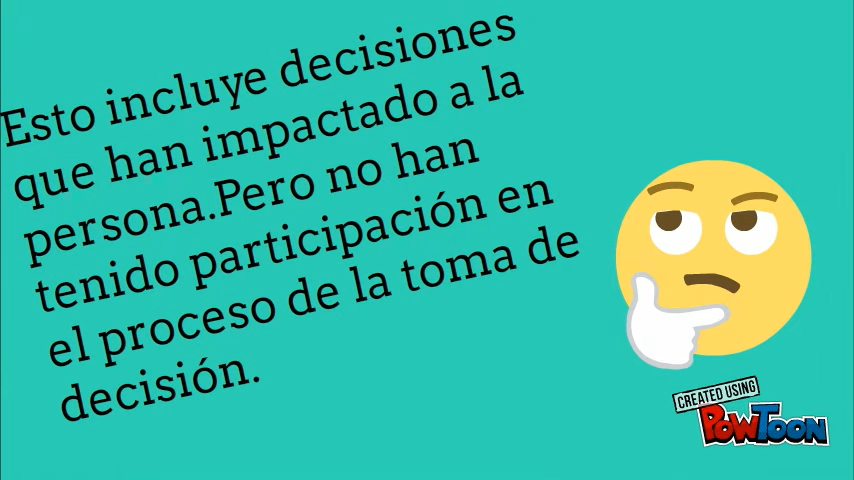 Esto incluye decisiones
que han impactado a la
persona.Pero no han
tenido participación en
el proceso de la toma de
decisión.
CREATED USING
POWTOON